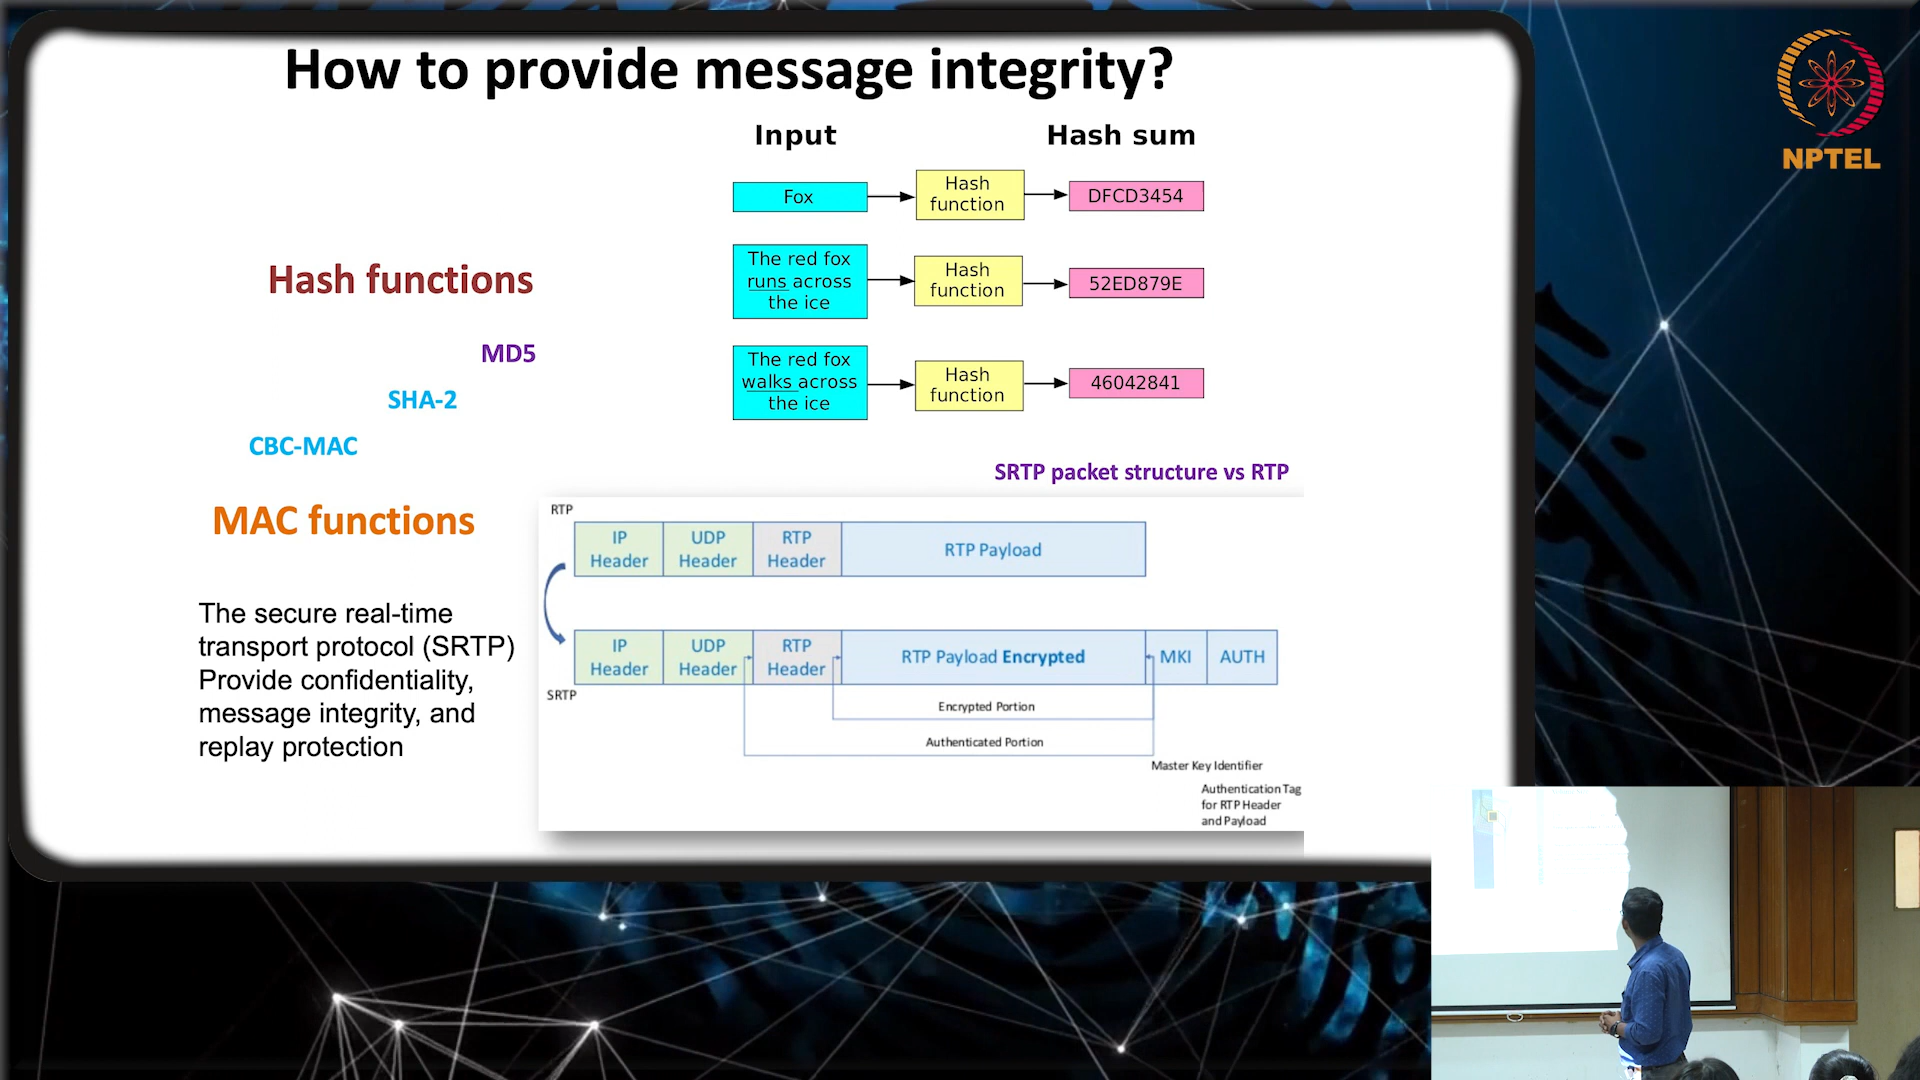 How to provide message integrity?
NPTEL
Input
Hash sum
Fox
Hash
function
DFCD3454
The red fox
runs across
the ice
Hash
function
52ED879E
The red fox
walks across
the ice
Hash
function
46042841
Hash functions
MD5
SHA-2
CBC-MAC
MAC functions
The secure real-time
transport protocol (SRTP)
Provide confidentiality,
message integrity, and
replay protection
SRTP packet structure vs RTP
RTP
IP
Header
UDP
Header
RTP
Header
RTP Payload
IP
Header
UDP
Header
RTP
Header
RTP Payload Encrypted
MKI
AUTH
SRTP
Encrypted Portion
Authenticated Portion
Master Key Identifier
Authentication Tag
for RTP Header
and Payload